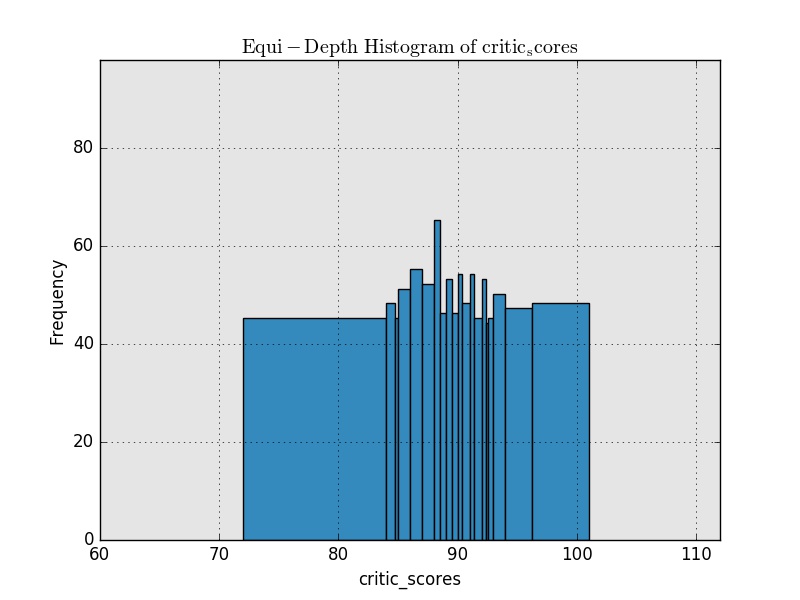 Equi − Depth Histogram of critic_scores
Frequency
80
60
40
20
0
60 70 80 90 100 110
critic_scores